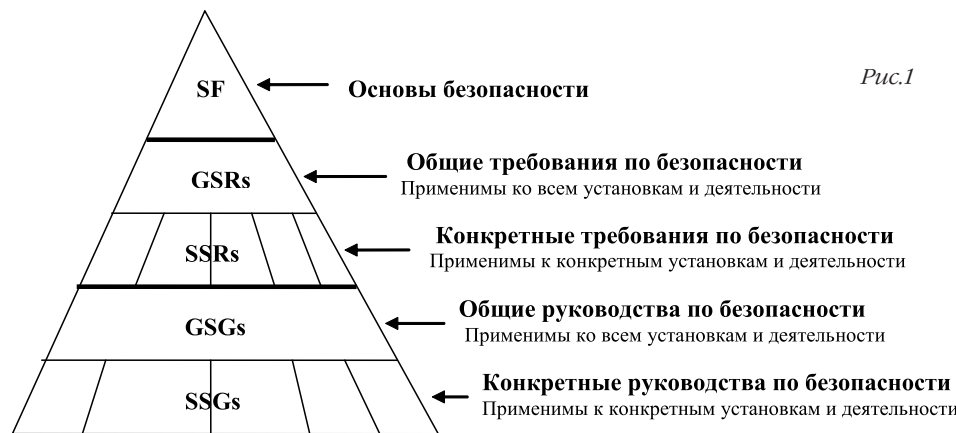 Рис.1
SF
Основы безопасности
GSRs
Общие требования по безопасности
Применимы ко всем установкам и деятельности
SSRs
Конкретные требования по безопасности
Применимы к конкретным установкам и деятельности
GSGs
Общие руководства по безопасности
Применимы ко всем установкам и деятельности
SSGs
Конкретные руководства по безопасности
Применимы к конкретным установкам и деятельности